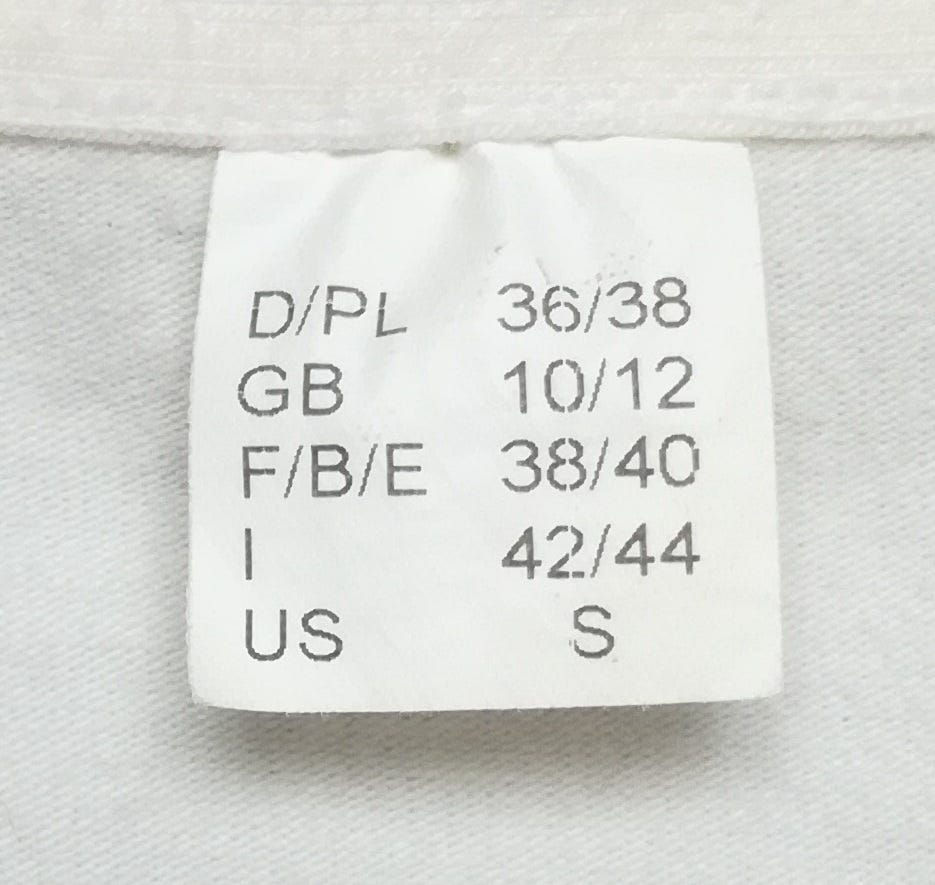 D/PL 36/38
GB 10/12
F/B/E 38/40
I 42/44
US S